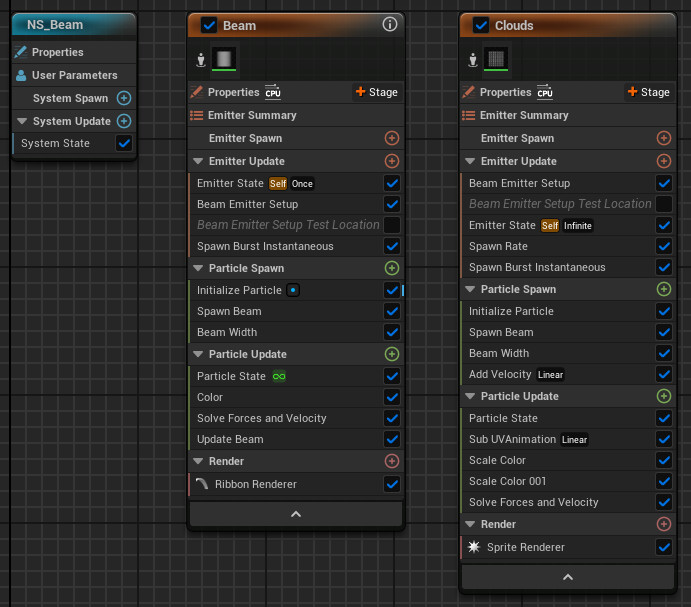 NS_Beam
Properties
User Parameters
System Spawn
System Update
System State
Beam
Properties CPU Stage
Emitter Summary
Emitter Spawn
Emitter Update
Emitter State Self Once
Beam Emitter Setup
Beam Emitter Setup Test Location
Spawn Burst Instantaneous
Particle Spawn
Initialize Particle
Spawn Beam
Beam Width
Particle Update
Particle State
Color
Solve Forces and Velocity
Update Beam
Render
Ribbon Renderer
Clouds
Properties CPU Stage
Emitter Summary
Emitter Spawn
Emitter Update
Beam Emitter Setup
Beam Emitter Setup Test Location
Emitter State Self Infinite
Spawn Rate
Spawn Burst Instantaneous
Particle Spawn
Initialize Particle
Spawn Beam
Beam Width
Add Velocity Linear
Particle Update
Particle State
Sub UVAnimation Linear
Scale Color
Scale Color 001
Solve Forces and Velocity
Render
Sprite Renderer